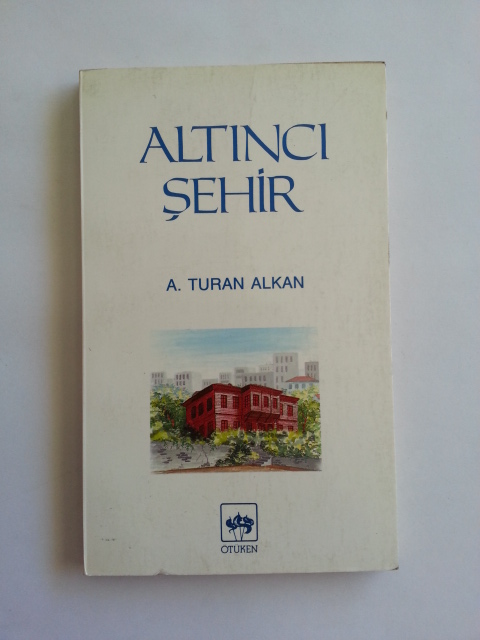 ALTINCI
ŞEHİR
A. TURAN ALKAN
ÖTÜKEN